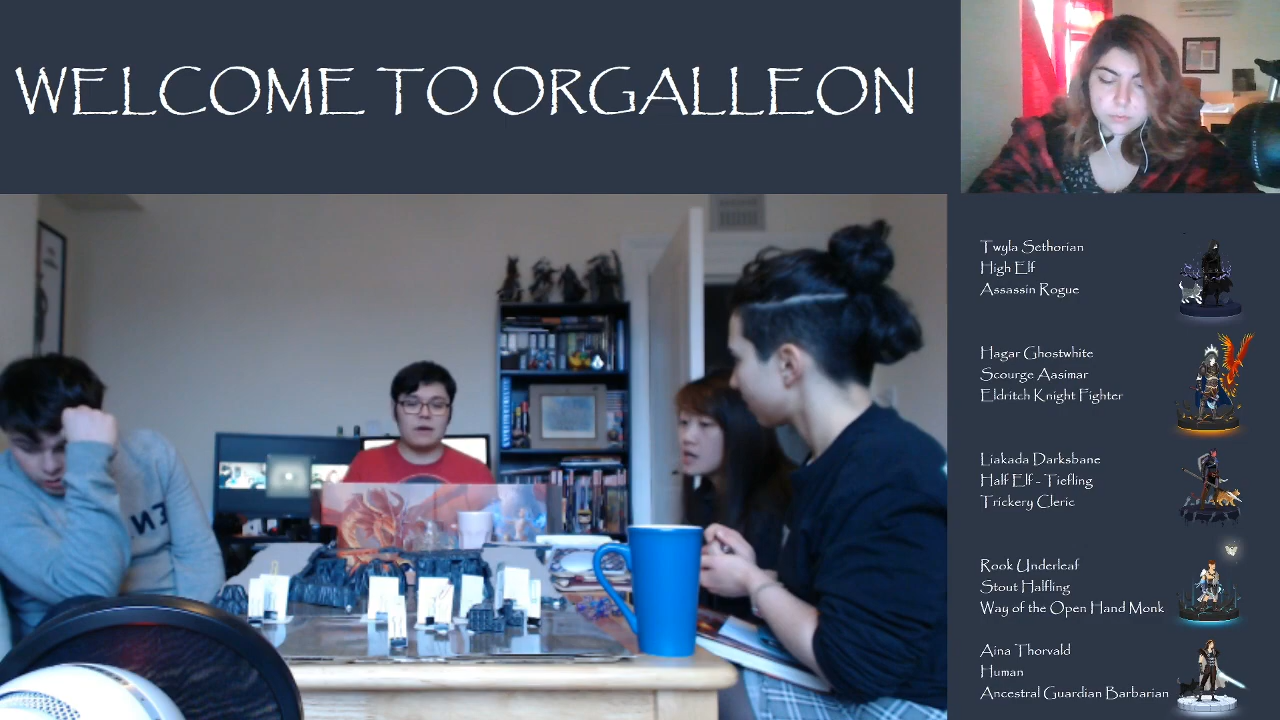 WELCOME TO ORGALLEON
Twyla Sethorian
High Elf
Assassin Rogue
Hagar Ghostwhite
Scourge Aasimar
Eldritch Knight Fighter
Liakada Darksbane
Half Elf - Tiefling
Trickery Cleric
Rook Underleaf
Stout Halfling
Way of the Open Hand Monk
Aina Thorvald
Human
Ancestral Guardian Barbarian